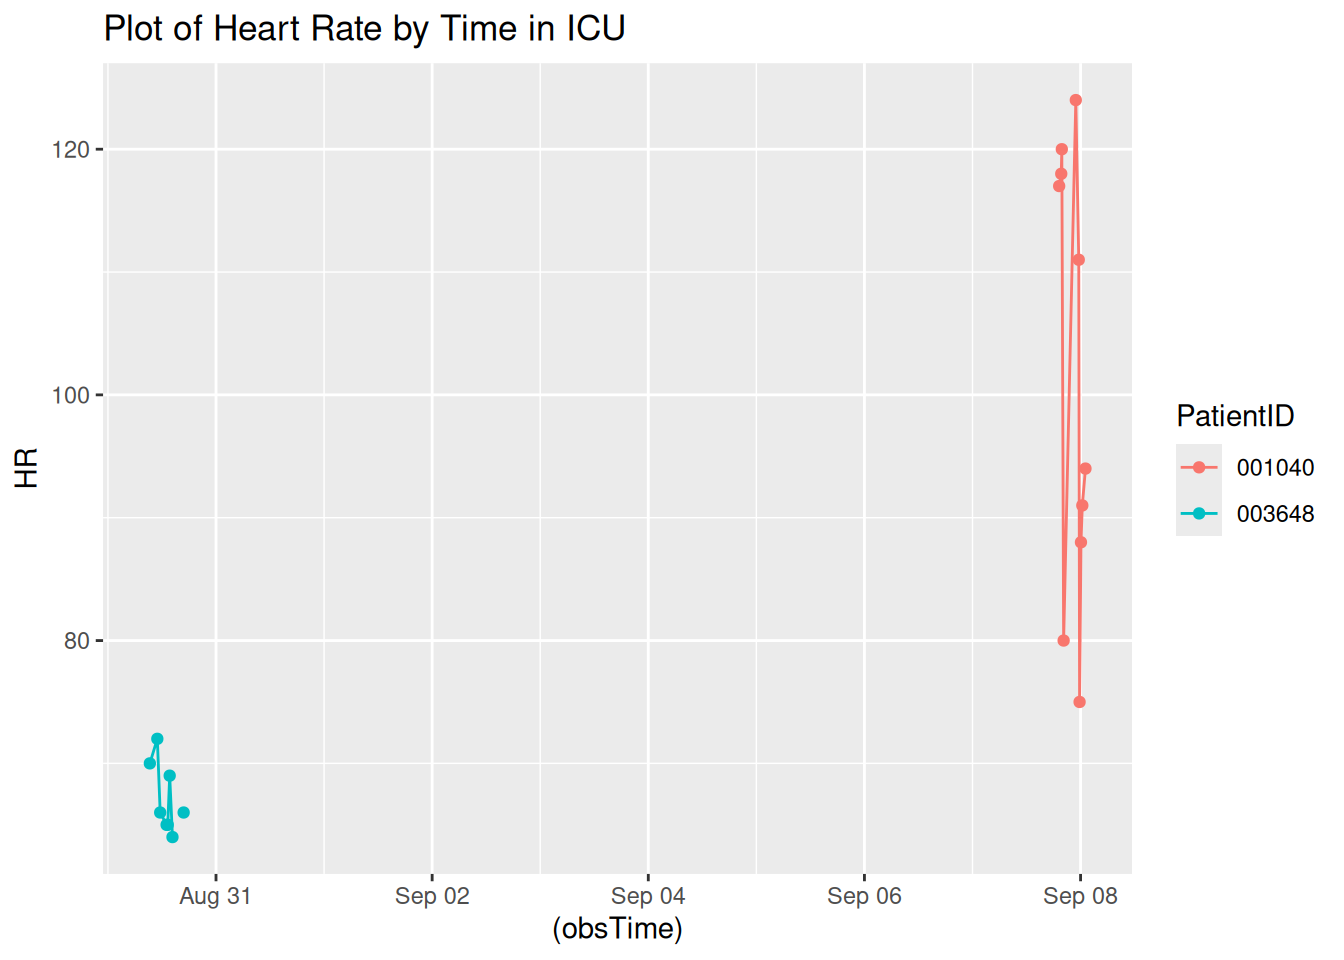 Plot of Heart Rate by Time in ICU
120
100
80
HR
Aug 31
Sep 02
Sep 04
Sep 06
Sep 08
(obsTime)
PatientID
001040
003648